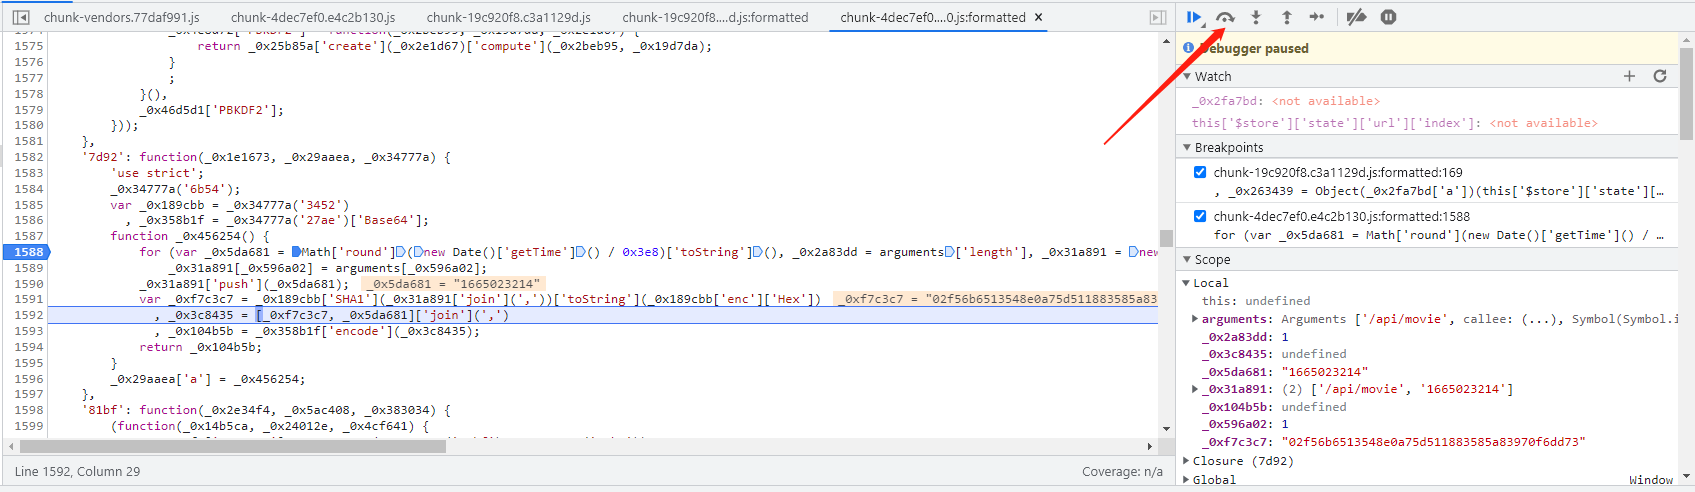 chunk-vendors.77daf991.js chunk-4dec7ef0.e4c2b130.js chunk-19c920f8.c3a1129d.js chunk-19c920f8....d.js:formatted chunk-4dec7ef0....0.js:formatted ×
1575 return _0x25b85a['create'](_0x2e1d67)['compute'](_0x2beb95, _0x19d7da);
1576 }
1577 ;
1578 }(),
1579 _0x46d5d1['PBKDF2'];
1580 }));
1581 },
1582 '7d92': function(_0x1e1673, _0x29aaea, _0x34777a) {
1583 'use strict';
1584 _0x34777a('6b54');
1585 var _0x189cbb = _0x34777a('3452')
1586 , _0x358b1f = _0x34777a('27ae')['Base64'];
1587 function _0x456254() {
1588 for (var _0x5da681 = Math['round'](new Date()['getTime']() / 0x3e8)['toString'](), _0x2a83dd = arguments['length'], _0x31a891 = new
1589 _0x31a891[_0x596a02] = arguments[_0x596a02];
1590 _0x31a891['push'](_0x5da681); _0x5da681 = "1665023214"
1591 var _0xf7c3c7 = _0x189cbb['SHA1'](_0x31a891['join'](','))['toString'](_0x189cbb['enc']['Hex']) _0xf7c3c7 = "02f56b6513548e0a75d511883585a83
1592 , _0x3c8435 = [_0xf7c3c7, _0x5da681]['join'](',')
1593 , _0x104b5b = _0x358b1f['encode'](_0x3c8435);
1594 return _0x104b5b;
1595 }
1596 _0x29aaea['a'] = _0x456254;
1597 },
1598 '81bf': function(_0x2e34f4, _0x5ac408, _0x383034) {
1599 (function(_0x14b5ca, _0x24012e, _0x4cf641) {
Line 1592, Column 29 Coverage: n/a
Debugger paused
Watch
_0x2fa7bd: <not available>
this['$store']['state']['url']['index']: <not available>
Breakpoints
chunk-19c920f8.c3a1129d.js:formatted:169
, _0x263439 = Object(_0x2fa7bd['a'])(this['$store']['state'][…
chunk-4dec7ef0.e4c2b130.js:formatted:1588
for (var _0x5da681 = Math['round'](new Date()['getTime']() / …
Scope
Local
this: undefined
arguments: Arguments ['/api/movie', callee: (...), Symbol(Symbol.i
_0x2a83dd: 1
_0x3c8435: undefined
_0x5da681: "1665023214"
_0x31a891: (2) ['/api/movie', '1665023214']
_0x104b5b: undefined
_0x596a02: 1
_0xf7c3c7: "02f56b6513548e0a75d511883585a83970f6dd73"
Closure (7d92)
Global Window